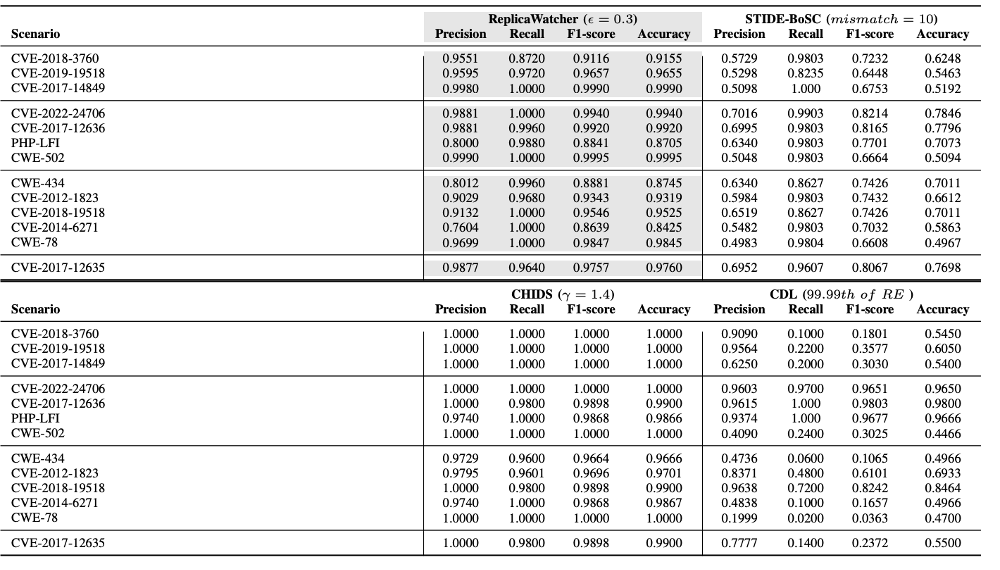 ReplicaWatcher (ϵ = 0.3) STIDE-BoSC (mismatch = 10)
Scenario Precision Recall F1-score Accuracy Precision Recall F1-score Accuracy
CVE-2018-3760 0.9551 0.8720 0.9116 0.9155 0.5729 0.9803 0.7232 0.6248
CVE-2019-19518 0.9595 0.9720 0.9657 0.9655 0.5298 0.8235 0.6448 0.5463
CVE-2017-14849 0.9980 1.0000 0.9990 0.9990 0.5098 1.000 0.6753 0.5192
CVE-2022-24706 0.9881 1.0000 0.9940 0.9940 0.7016 0.9903 0.8214 0.7846
CVE-2017-12636 0.9881 0.9960 0.9920 0.9920 0.6995 0.9803 0.8165 0.7796
PHP-LFI 0.8000 0.9880 0.8841 0.8705 0.6340 0.9803 0.7701 0.7073
CWE-502 0.9990 1.0000 0.9995 0.9995 0.5048 0.9803 0.6664 0.5094
CWE-434 0.8012 0.9960 0.8881 0.8745 0.6340 0.8627 0.7426 0.7011
CVE-2012-1823 0.9029 0.9680 0.9343 0.9319 0.5984 0.9803 0.7432 0.6612
CVE-2018-19518 0.9132 1.0000 0.9546 0.9525 0.6519 0.8627 0.7426 0.7011
CVE-2014-6271 0.7604 1.0000 0.8639 0.8425 0.5482 0.9803 0.7032 0.5863
CWE-78 0.9699 1.0000 0.9847 0.9845 0.4983 0.9804 0.6608 0.4967
CVE-2017-12635 0.9877 0.9640 0.9757 0.9760 0.6952 0.9607 0.8067 0.7698
CHIDS (γ = 1.4) CDL (99.99th of RE )
Scenario Precision Recall F1-score Accuracy Precision Recall F1-score Accuracy
CVE-2018-3760 1.0000 1.0000 1.0000 1.0000 0.9090 0.1000 0.1801 0.5450
CVE-2019-19518 1.0000 1.0000 1.0000 1.0000 0.9564 0.2200 0.3577 0.6050
CVE-2017-14849 1.0000 1.0000 1.0000 1.0000 0.6250 0.2000 0.3030 0.5400
CVE-2022-24706 1.0000 1.0000 1.0000 1.0000 0.9603 0.9700 0.9651 0.9650
CVE-2017-12636 1.0000 0.9800 0.9898 0.9900 0.9615 1.000 0.9803 0.9800
PHP-LFI 0.9740 1.0000 0.9868 0.9866 0.9374 1.000 0.9677 0.9666
CWE-502 1.0000 1.0000 1.0000 1.0000 0.4090 0.2400 0.3025 0.4466
CWE-434 0.9729 0.9600 0.9664 0.9666 0.4736 0.0600 0.1065 0.4966
CVE-2012-1823 0.9795 0.9601 0.9696 0.9701 0.8371 0.4800 0.6101 0.6933
CVE-2018-19518 1.0000 0.9800 0.9898 0.9900 0.9638 0.7200 0.8242 0.8464
CVE-2014-6271 0.9740 1.0000 0.9868 0.9867 0.4838 0.1000 0.1657 0.4966
CWE-78 1.0000 1.0000 1.0000 1.0000 0.1999 0.0200 0.0363 0.4700
CVE-2017-12635 1.0000 0.9800 0.9898 0.9900 0.7777 0.1400 0.2372 0.5500